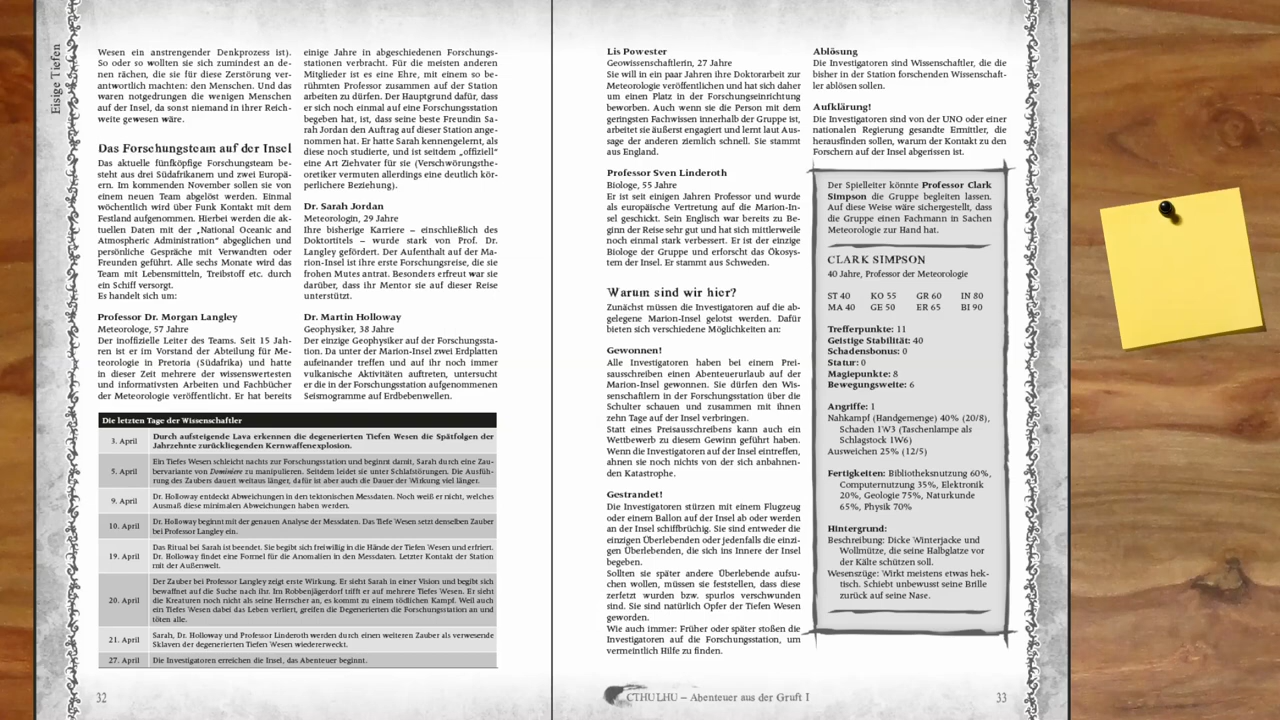 Eisige Tiefen
Wesen ein anstrengender Denkprozess ist).
So oder so wollten sie sich zumindest an de-
nen rächen, die sie für diese Zerstörung ver-
antwortlich machten: den Menschen. Und das
waren notgedrungen die wenigen Menschen
auf der Insel, da sonst niemand in ihrer Reich-
weite gewesen wäre.
Das Forschungsteam auf der Insel
Das aktuelle fünfköpfige Forschungsteam be-
steht aus drei Südafrikanern und zwei Europä-
ern. Im kommenden November sollen sie von
einem neuen Team abgelöst werden. Einmal
wöchentlich wird über Funk Kontakt mit dem
Festland aufgenommen. Hierbei werden die ak-
tuellen Daten mit der „National Oceanic and
Atmospheric Administration“ abgeglichen und
persönliche Gespräche mit Verwandten oder
Freunden geführt. Alle sechs Monate wird das
Team mit Lebensmitteln, Treibstoff etc. durch
ein Schiff versorgt.
Es handelt sich um:
Professor Dr. Morgan Langley
Meteorologe, 57 Jahre
Der inoffizielle Leiter des Teams. Seit 15 Jah-
ren ist er im Vorstand der Abteilung für Me-
teorologie in Pretoria (Südafrika) und hatte
in dieser Zeit mehrere der wissenswertesten
und informativsten Arbeiten und Fachbücher
der Meteorologie veröffentlicht. Er hat bereits
einige Jahre in abgeschiedenen Forschungs-
stationen verbracht. Für die meisten anderen
Mitglieder ist es eine Ehre, mit einem so be-
rühmten Professor zusammen auf der Station
arbeiten zu dürfen. Der Hauptgrund dafür, dass
er sich noch einmal auf eine Forschungsstation
begeben hat, ist, dass seine beste Freundin Sa-
rah Jordan den Auftrag auf dieser Station ange-
nommen hat. Er hatte Sarah kennengelernt, als
diese noch studierte, und ist seitdem „offiziell“
eine Art Ziehvater für sie (Verschwörungsthe-
oretiker vermuten allerdings eine deutlich kör-
perlichere Beziehung).
Dr. Sarah Jordan
Meteorologin, 29 Jahre
Ihre bisherige Karriere – einschließlich des
Doktortitels – wurde stark von Prof. Dr.
Langley gefördert. Der Aufenthalt auf der Ma-
rion-Insel ist ihre erste Forschungsreise, die sie
frohen Mutes antrat. Besonders erfreut war sie
darüber, dass ihr Mentor sie auf dieser Reise
unterstützt.
Dr. Martin Holloway
Geophysiker, 38 Jahre
Der einzige Geophysiker auf der Forschungssta-
tion. Da unter der Marion-Insel zwei Erdplatten
aufeinander treffen und auf ihr noch immer
vulkanische Aktivitäten auftreten, untersucht
er die in der Forschungsstation aufgenommenen
Seismogramme auf Erdbebenwellen.
Die letzten Tage der Wissenschaftler
3. April
Durch aufsteigende Lava erkennen die degenerierten Tiefen Wesen die Spätfolgen der
Jahrzehnte zurückliegenden Kernwaffenexplosion.
5. April
Ein Tiefes Wesen schleicht nachts zur Forschungsstation und beginnt damit, Sarah durch eine Zau-
bervariante von Dominiere zu manipulieren. Seitdem leidet sie unter Schlafstörungen. Die Ausfüh-
rung des Zaubers dauert weitaus länger, dafür ist aber auch die Dauer der Wirkung viel länger.
9. April
Dr. Holloway entdeckt Abweichungen in den tektonischen Messdaten. Noch weiß er nicht, welches
Ausmaß diese minimalen Abweichungen haben werden.
10. April
Dr. Holloway beginnt mit der genauen Analyse der Messdaten. Das Tiefe Wesen setzt denselben Zauber
bei Professor Langley ein.
19. April
Das Ritual bei Sarah ist beendet. Sie begibt sich freiwillig in die Hände der Tiefen Wesen und erfriert.
Dr. Holloway findet eine Formel für die Anomalien in den Messdaten. Letzter Kontakt der Station
mit der Außenwelt.
20. April
Der Zauber bei Professor Langley zeigt erste Wirkung. Er sieht Sarah in einer Vision und begibt sich
bewaffnet auf die Suche nach ihr. Im Robbenjägerdorf trifft er auf mehrere Tiefe Wesen. Er sieht
die Kreaturen noch nicht als seine Herrscher an, es kommt zu einem tödlichen Kampf. Weil auch
ein Tiefes Wesen dabei das Leben verliert, greifen die Degenerierten die Forschungsstation an und
töten alle.
21. April
Sarah, Dr. Holloway und Professor Linderoth werden durch einen weiteren Zauber als verwesende
Sklaven der degenerierten Tiefen Wesen wiedererweckt.
27. April
Die Investigatoren erreichen die Insel, das Abenteuer beginnt.
32
Lis Powester
Geowissenschaftlerin, 27 Jahre
Sie will in ein paar Jahren ihre Doktorarbeit zur
Meteorologie veröffentlichen und hat sich daher
um einen Platz in der Forschungseinrichtung
beworben. Auch wenn sie die Person mit dem
geringsten Fachwissen innerhalb der Gruppe ist,
arbeitet sie äußerst engagiert und lernt laut Aus-
sage der anderen ziemlich schnell. Sie stammt
aus England.
Professor Sven Linderoth
Biologe, 55 Jahre
Er ist seit einigen Jahren Professor und wurde
als europäische Vertretung auf die Marion-In-
sel geschickt. Sein Englisch war bereits zu Be-
ginn der Reise sehr gut und hat sich mittlerweile
noch einmal stark verbessert. Er ist der einzige
Biologe der Gruppe und erforscht das Ökosys-
tem der Insel. Er stammt aus Schweden.
Warum sind wir hier?
Zunächst müssen die Investigatoren auf die ab-
gelegene Marion-Insel gelotst werden. Dafür
bieten sich verschiedene Möglichkeiten an:
Gewonnen!
Alle Investigatoren haben bei einem Prei-
sausschreiben einen Abenteuerurlaub auf der
Marion-Insel gewonnen. Sie dürfen den Wis-
senschaftlern in der Forschungsstation über die
Schulter schauen und zusammen mit ihnen
zehn Tage auf der Insel verbringen.
Statt eines Preisausschreibens kann auch ein
Wettbewerb zu diesem Gewinn geführt haben.
Wenn die Investigatoren auf der Insel eintreffen,
ahnen sie noch nichts von der sich anbahnen-
den Katastrophe.
Gestrandet!
Die Investigatoren stürzen mit einem Flugzeug
oder einem Ballon auf der Insel ab oder werden
an der Insel schiffbrüchig. Sie sind entweder die
einzigen Überlebenden oder jedenfalls die einzi-
gen Überlebenden, die sich ins Innere der Insel
begeben.
Sollten sie später andere Überlebende aufsu-
chen wollen, müssen sie feststellen, dass diese
zerfetzt wurden bzw. spurlos verschwunden
sind. Sie sind natürlich Opfer der Tiefen Wesen
geworden.
Wie auch immer: Früher oder später stoßen die
Investigatoren auf die Forschungsstation, um
vermeintlich Hilfe zu finden.
Ablösung
Die Investigatoren sind Wissenschaftler, die die
bisher in der Station forschenden Wissenschaft-
ler ablösen sollen.
Aufklärung!
Die Investigatoren sind von der UNO oder einer
nationalen Regierung gesandte Ermittler, die
herausfinden sollen, warum der Kontakt zu den
Forschern auf der Insel abgerissen ist.
Der Spielleiter könnte Professor Clark
Simpson die Gruppe begleiten lassen.
Auf diese Weise wäre sichergestellt, dass
die Gruppe einen Fachmann in Sachen
Meteorologie zur Hand hat.
CLARK SIMPSON
40 Jahre, Professor der Meteorologie
ST 40 KO 55 GR 60 IN 80
MA 40 GE 50 ER 65 BI 90
Trefferpunkte: 11
Geistige Stabilität: 40
Schadensbonus: 0
Statur: 0
Magiepunkte: 8
Bewegungsweite: 6
Angriffe: 1
Nahkampf (Handgemenge) 40% (20/8),
Schaden 1W3 (Taschenlampe als
Schlagstock 1W6)
Ausweichen 25% (12/5)
Fertigkeiten: Bibliotheksnutzung 60%,
Computernutzung 35%, Elektronik
20%, Geologie 75%, Naturkunde
65%, Physik 70%
Hintergrund:
Beschreibung: Dicke Winterjacke und
Wollmütze, die seine Halbglatze vor
der Kälte schützen soll.
Wesenszüge: Wirkt meistens etwas hek-
tisch. Schiebt unbewusst seine Brille
zurück auf seine Nase.
CTHULHU – Abenteuer aus der Gruft I
33